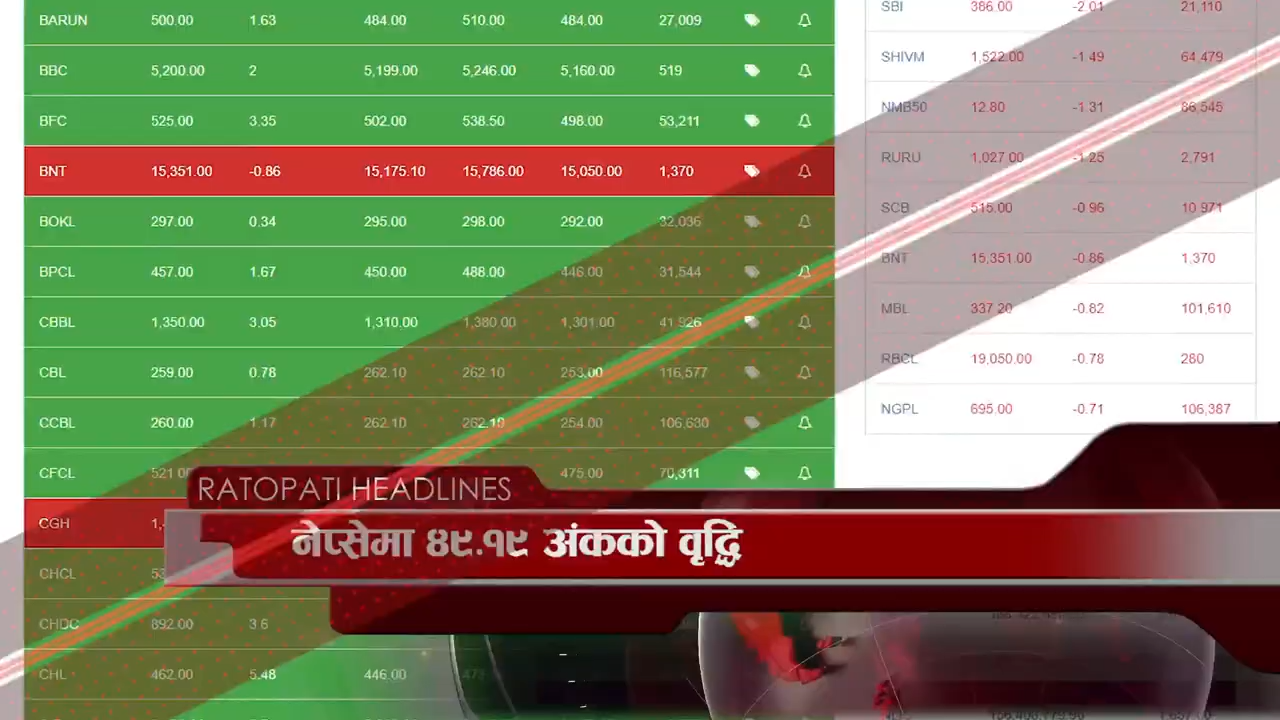 BARUN 500.00 1.63 484.00 510.00 484.00 27,009
BBC 5,200.00 2 5,199.00 5,246.00 5,160.00 519
BFC 525.00 3.35 502.00 538.50 498.00 53,211
BNT 15,351.00 -0.86 15,175.10 15,786.00 15,050.00 1,370
BOKL 297.00 0.34 295.00 298.00 292.00 32,036
BPCL 457.00 1.67 450.00 488.00 446.00 31,544
CBBL 1,350.00 3.05 1,310.00 1,380.00 1,301.00 41,926
CBL 259.00 0.78 262.10 262.10 253.00 116,577
CCBL 260.00 1.17 262.10 262.10 254.00 106,630
CFCL 475.00 70,311
CGH
CHCL
CHDC 892.00 3.6
CHL 462.00 5.48 446.00
SBI 386.00 -2.01 21,110
SHIVM 1,522.00 -1.49 64,479
NMB50 12.80 -1.31 86,545
RURU 1,027.00 -1.25 2,791
SCB 515.00 -0.96 10,971
BNT 15,351.00 -0.86 1,370
MBL 337.20 -0.82 101,610
RBCL 19,050.00 -0.78 280
NGPL 695.00 -0.71 106,387
RATOPATI HEADLINES
नेप्सेमा ४९.१९ अंकको वृद्धि